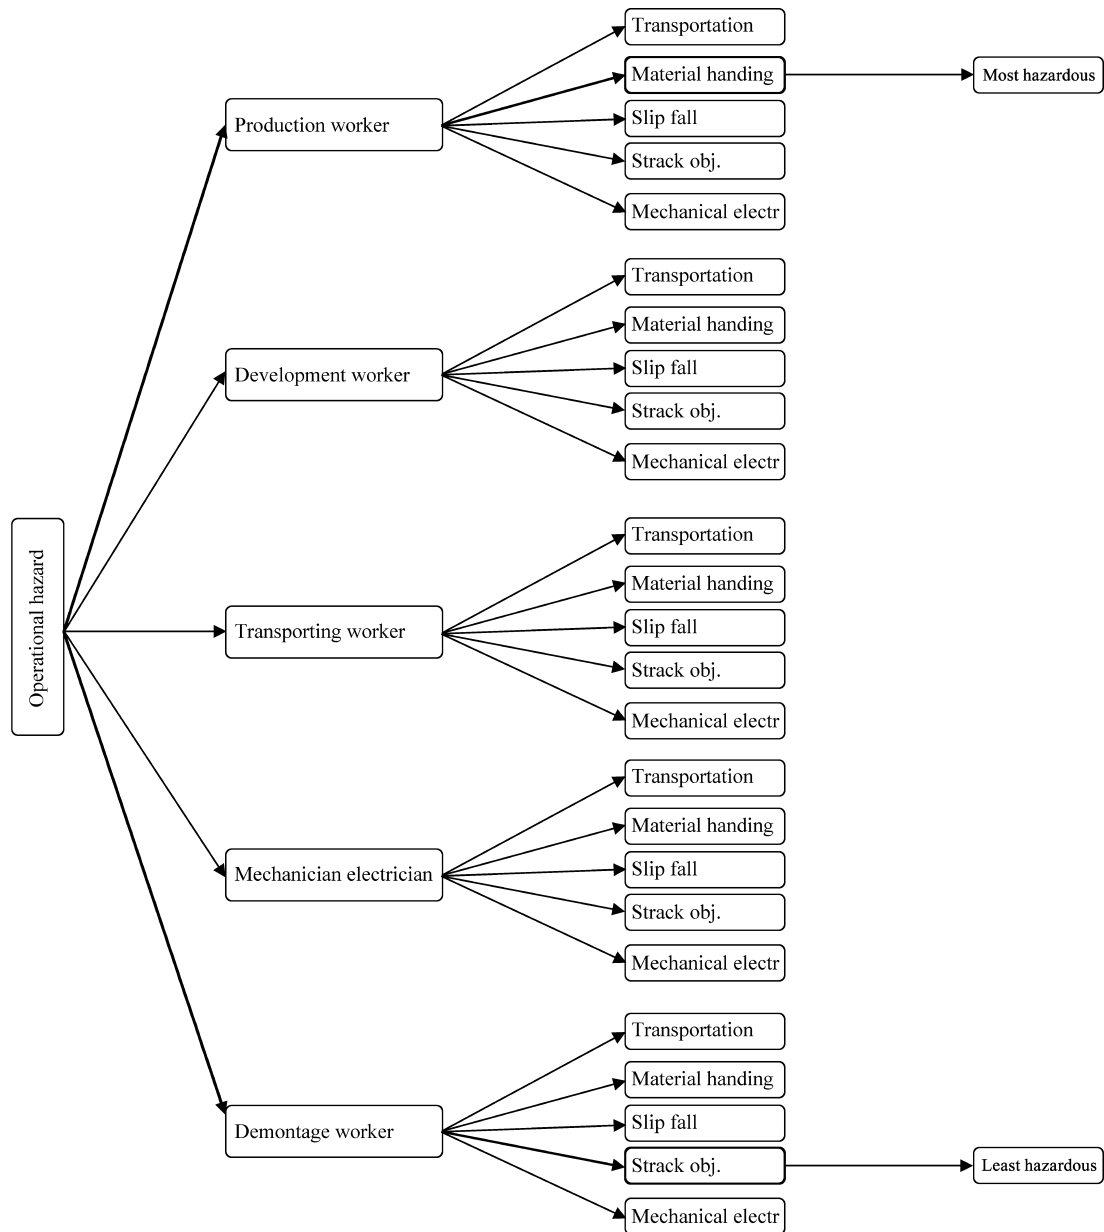 Operational hazard
Production worker
Transportation
Material handing
Most hazardous
Slip fall
Strack obj.
Mechanical electr
Development worker
Transportation
Material handing
Slip fall
Strack obj.
Mechanical electr
Transporting worker
Transportation
Material handing
Slip fall
Strack obj.
Mechanical electr
Mechanician electrician
Transportation
Material handing
Slip fall
Strack obj.
Mechanical electr
Demontage worker
Transportation
Material handing
Slip fall
Strack obj.
Least hazardous
Mechanical electr